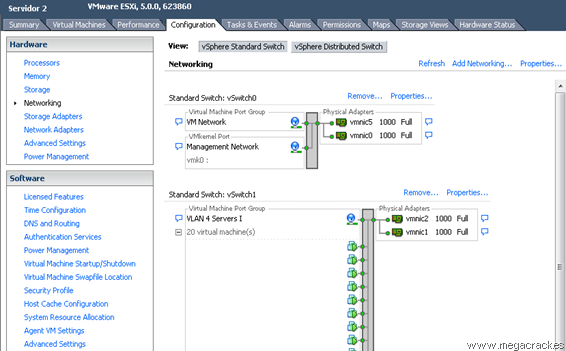 Servidor 2
VMware ESXi, 5.0.0, 623860
Summary
Virtual Machines
Performance
Configuration
Tasks & Events
Alarms
Permissions
Maps
Storage Views
Hardware Status
Hardware
Processors
Memory
Storage
Networking
Storage Adapters
Network Adapters
Advanced Settings
Power Management
Software
Licensed Features
Time Configuration
DNS and Routing
Authentication Services
Power Management
Virtual Machine Startup/Shutdown
Virtual Machine Swapfile Location
Security Profile
Host Cache Configuration
System Resource Allocation
Agent VM Settings
Advanced Settings
View: vSphere Standard Switch vSphere Distributed Switch
Networking
Refresh Add Networking... Properties...
Standard Switch: vSwitch0 Remove... Properties...
Virtual Machine Port Group
VM Network
VMkernel Port
Management Network
vmk0 :
Physical Adapters
vmnic5 1000 Full
vmnic0 1000 Full
Standard Switch: vSwitch1 Remove... Properties...
Virtual Machine Port Group
VLAN 4 Servers I
20 virtual machine(s)
Physical Adapters
vmnic2 1000 Full
vmnic1 1000 Full
www.megacrack.es